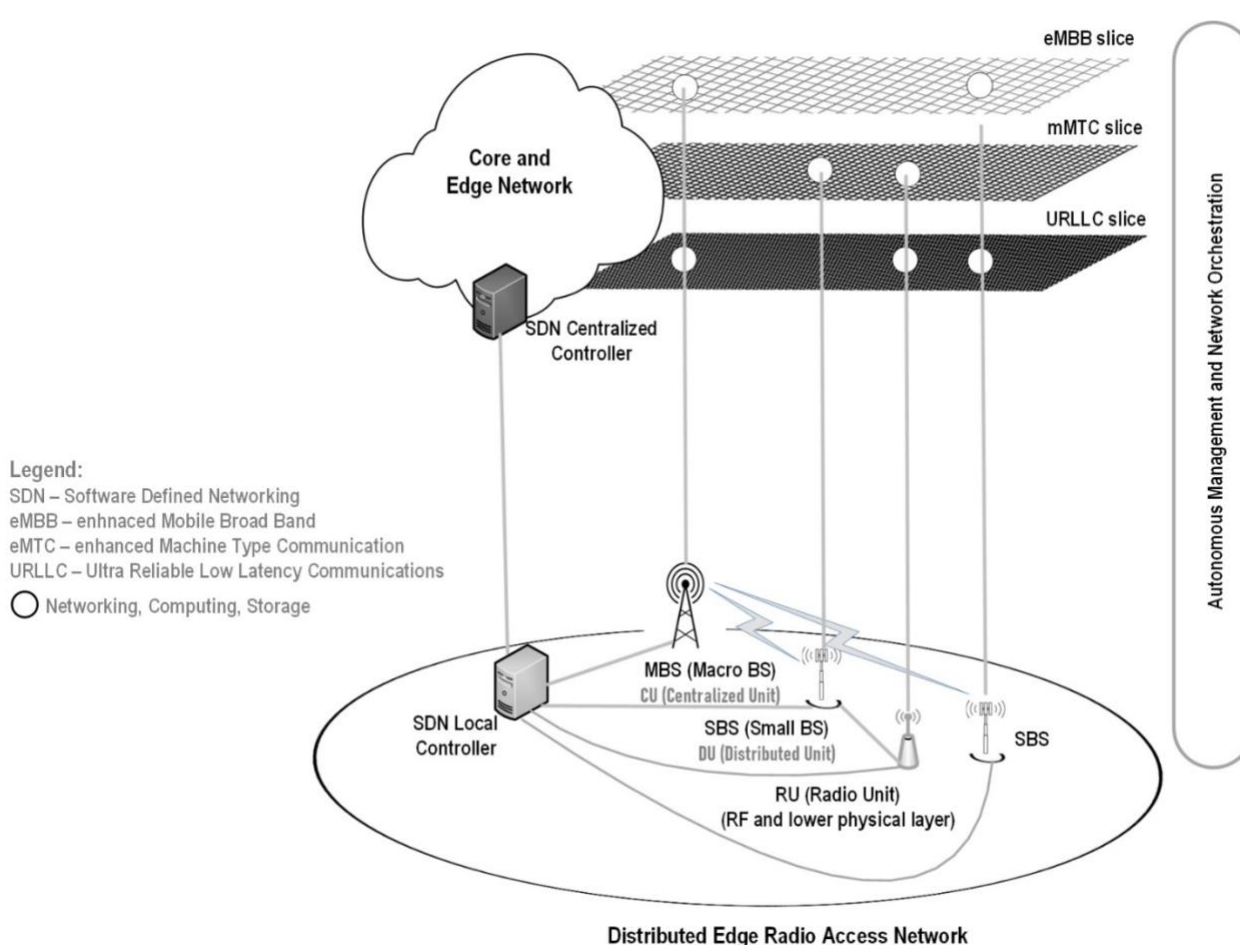 eMBB slice
mMTC slice
URLLC slice
Core and
Edge Network
SDN Centralized
Controller
Autonomous Management and Network Orchestration
Legend:
SDN – Software Defined Networking
eMBB – enhnaced Mobile Broad Band
eMTC – enhanced Machine Type Communication
URLLC – Ultra Reliable Low Latency Communications
Networking, Computing, Storage
MBS (Macro BS)
CU (Centralized Unit)
SDN Local
Controller
SBS (Small BS)
DU (Distributed Unit)
SBS
RU (Radio Unit)
(RF and lower physical layer)
Distributed Edge Radio Access Network